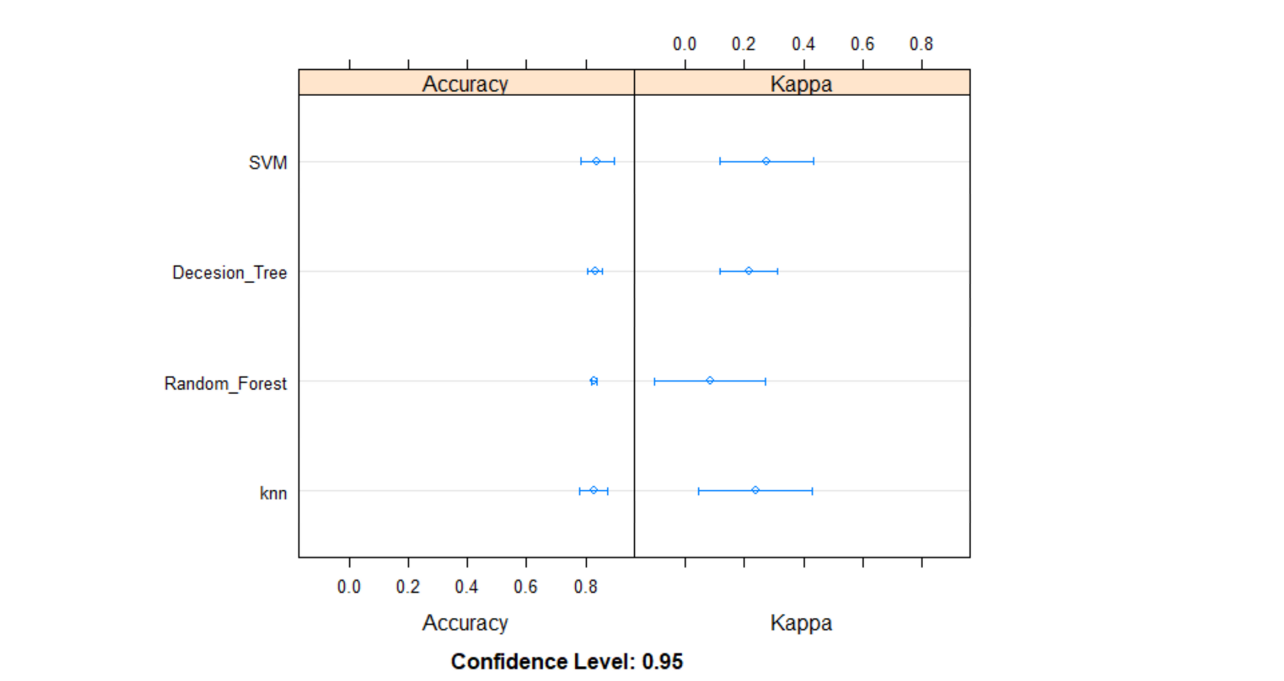 0.0 0.2 0.4 0.6 0.8
Accuracy Kappa
SVM
Decesion_Tree
Random_Forest
knn
0.0 0.2 0.4 0.6 0.8
Accuracy Kappa
Confidence Level: 0.95